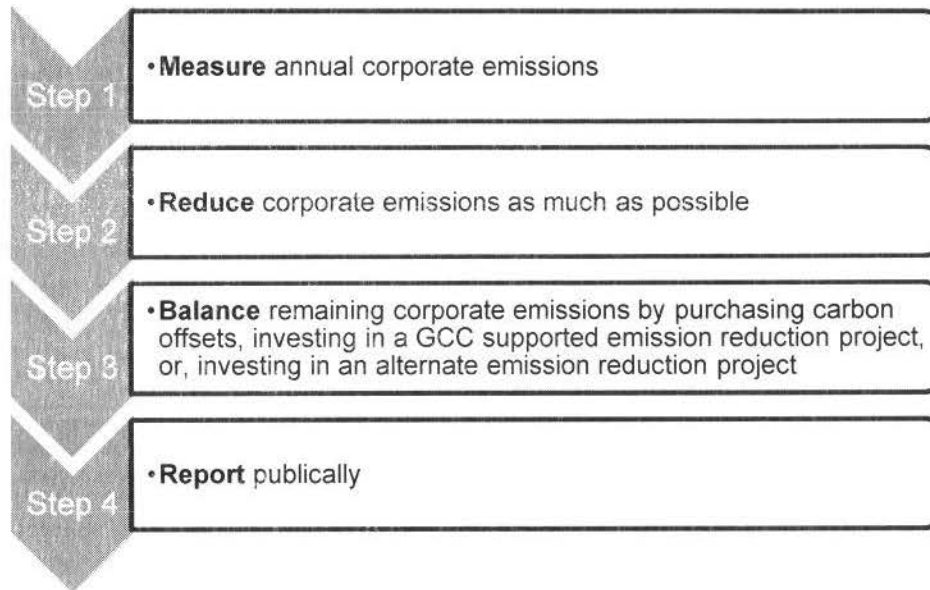 Step 1
•Measure annual corporate emissions
Step 2
•Reduce corporate emissions as much as possible
Step 3
•Balance remaining corporate emissions by purchasing carbon
offsets, investing in a GCC supported emission reduction project,
or, investing in an alternate emission reduction project
Step 4
•Report publically